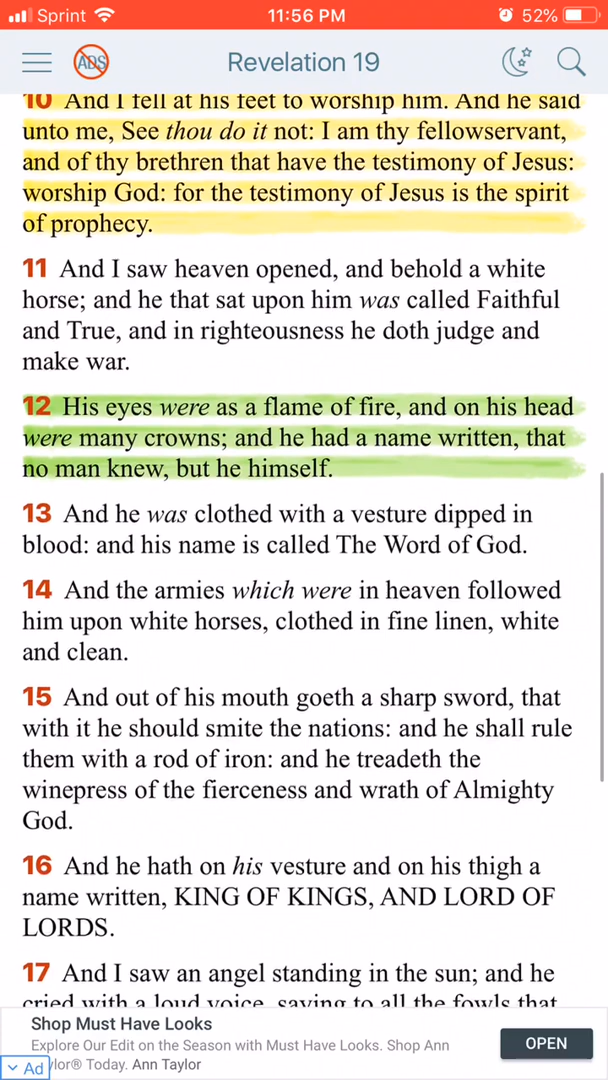 Sprint 11:56 PM 52%
ADS Revelation 19
10 And I fell at his feet to worship him. And he said
unto me, See thou do it not: I am thy fellowservant,
and of thy brethren that have the testimony of Jesus:
worship God: for the testimony of Jesus is the spirit
of prophecy.
11 And I saw heaven opened, and behold a white
horse; and he that sat upon him was called Faithful
and True, and in righteousness he doth judge and
make war.
12 His eyes were as a flame of fire, and on his head
were many crowns; and he had a name written, that
no man knew, but he himself.
13 And he was clothed with a vesture dipped in
blood: and his name is called The Word of God.
14 And the armies which were in heaven followed
him upon white horses, clothed in fine linen, white
and clean.
15 And out of his mouth goeth a sharp sword, that
with it he should smite the nations: and he shall rule
them with a rod of iron: and he treadeth the
winepress of the fierceness and wrath of Almighty
God.
16 And he hath on his vesture and on his thigh a
name written, KING OF KINGS, AND LORD OF
LORDS.
17 And I saw an angel standing in the sun; and he
cried with a loud voice, saying to all the fowls that
Shop Must Have Looks
Explore Our Edit on the Season with Must Have Looks. Shop Ann
lor® Today. Ann Taylor
OPEN
Ad